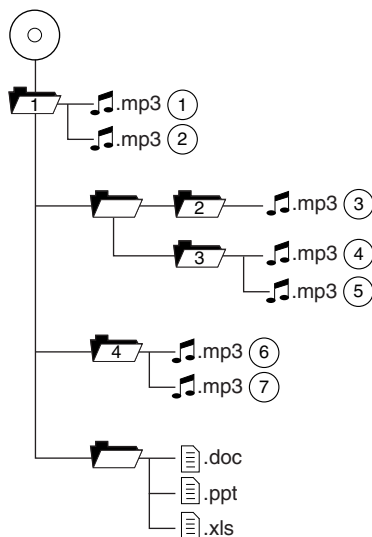 1 .mp3 1
.mp3 2
2 .mp3 3
3 .mp3 4
.mp3 5
4 .mp3 6
.mp3 7
.doc
.ppt
.xls